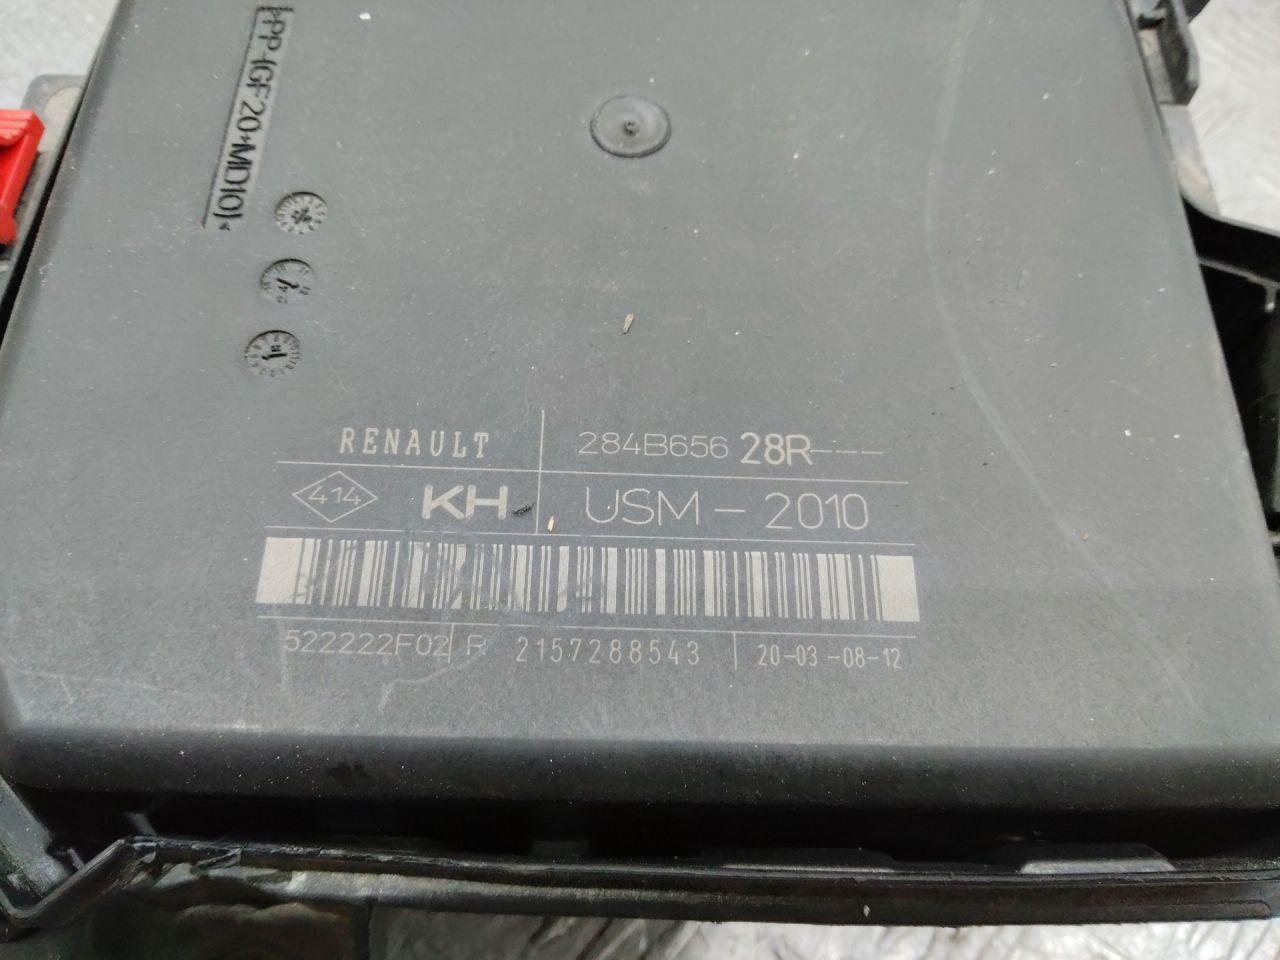 >PP-(GF20+MD10)<
RENAULT 284B656 28R---
414 KH USM - 2010
522222F02 R 2157288543 20-03-08-12